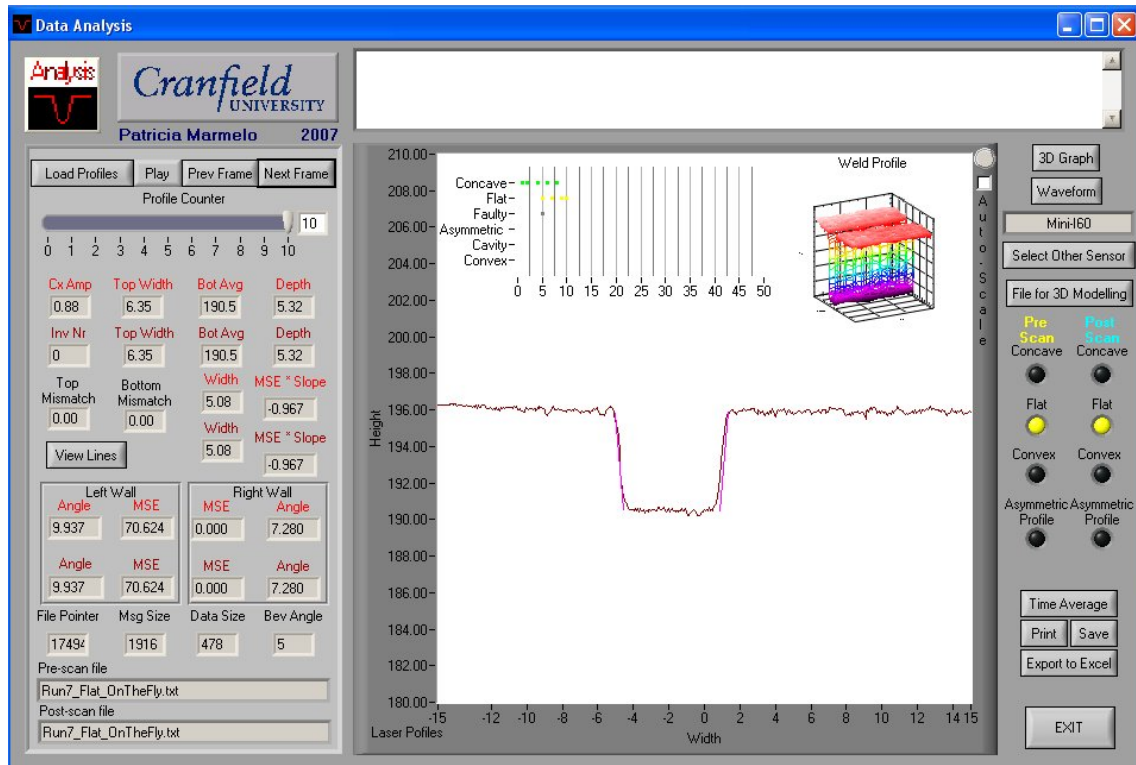 Data Analysis
Analysis
Cranfield
UNIVERSITY
Patricia Marmelo 2007
Load Profiles Play Prev Frame Next Frame
Profile Counter
10
0 1 2 3 4 5 6 7 8 9 10
Cx Amp Top Width Bot Avg Depth
0.88 6.35 190.5 5.32
Inv Nr Top Width Bot Avg Depth
0 6.35 190.5 5.32
Top Mismatch Bottom Mismatch Width MSE * Slope
0.00 0.00 5.08 -0.967
Width MSE * Slope
View Lines 5.08 -0.967
Left Wall Right Wall
Angle MSE MSE Angle
9.937 70.624 0.000 7.280
Angle MSE MSE Angle
9.937 70.624 0.000 7.280
File Pointer Msg Size Data Size Bev Angle
1916 478 5
Pre-scan file
Run7_Flat_OnTheFly.txt
Post-scan file
Run7_Flat_OnTheFly.txt
210.00
208.00
206.00
204.00
202.00
200.00
198.00
196.00
194.00
192.00
190.00
188.00
186.00
184.00
182.00
180.00
Height
-15 -12 -10 -8 -6 -4 -2 0 2 4 6 8 10 12 14 15
Laser Pofiles
Width
Concave
Flat
Faulty
Asymmetric
Cavity
Convex
0 5 10 15 20 25 30 35 40 45 50
Weld Profile
Auto-Scale
3D Graph
Waveform
Mini-I60
Select Other Sensor
File for 3D Modelling
Pre Scan Post Scan
Concave Concave
Flat Flat
Convex Convex
Asymmetric Profile Asymmetric Profile
Time Average
Print Save
Export to Excel
EXIT